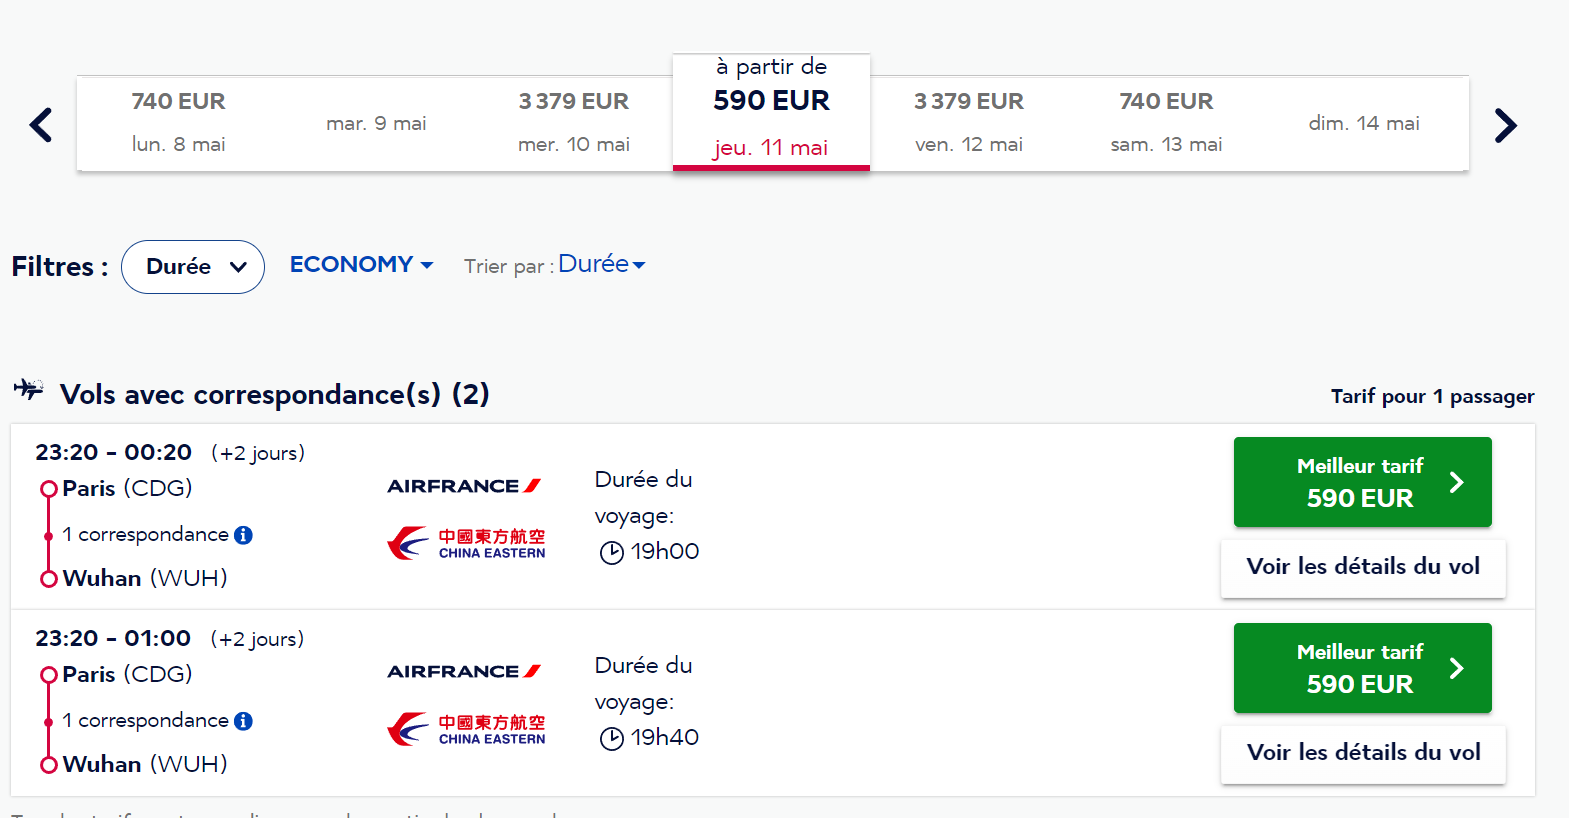 740 EUR
lun. 8 mai
mar. 9 mai
3 379 EUR
mer. 10 mai
à partir de
590 EUR
jeu. 11 mai
3 379 EUR
ven. 12 mai
740 EUR
sam. 13 mai
dim. 14 mai
Filtres : Durée ECONOMY Trier par : Durée
Vols avec correspondance(s) (2)
Tarif pour 1 passager
23:20 - 00:20 (+2 jours)
Paris (CDG)
1 correspondance i
Wuhan (WUH)
AIRFRANCE
中國東方航空
CHINA EASTERN
Durée du
voyage:
19h00
Meilleur tarif
590 EUR
Voir les détails du vol
23:20 - 01:00 (+2 jours)
Paris (CDG)
1 correspondance i
Wuhan (WUH)
AIRFRANCE
中國東方航空
CHINA EASTERN
Durée du
voyage:
19h40
Meilleur tarif
590 EUR
Voir les détails du vol